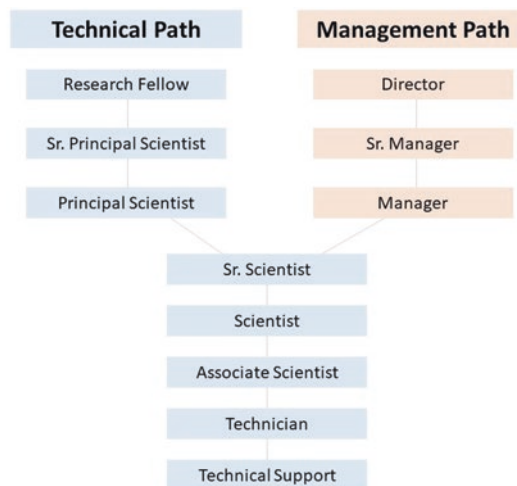 Technical Path
Management Path
Research Fellow
Director
Sr. Principal Scientist
Sr. Manager
Principal Scientist
Manager
Sr. Scientist
Scientist
Associate Scientist
Technician
Technical Support